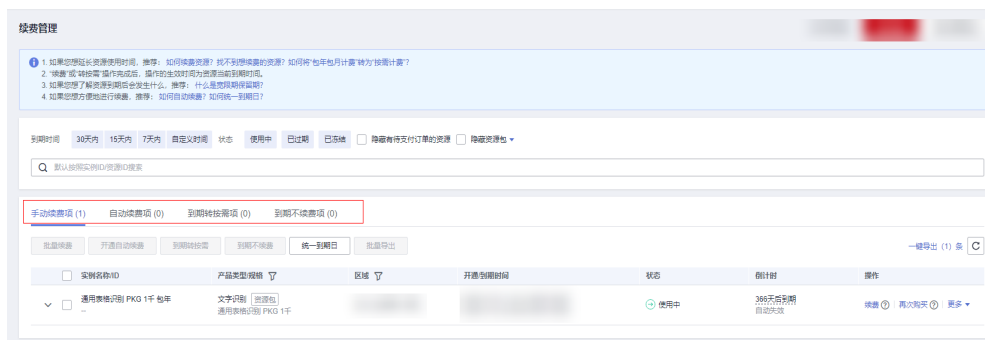 续费管理
1. 如果您想延长资源使用时间，推荐： 如何续费资源？找不到想续费的资源？如何将“包年包月计费”转为“按需计费”？
2. “续费”或“转按需”操作完成后，操作的生效时间为资源当前到期时间。
3. 如果您想了解资源到期后会发生什么，推荐： 什么是宽限期保留期？
4. 如果您想方便地进行续费，推荐： 如何自动续费？如何统一到期日？
到期时间 30天内 15天内 7天内 自定义时间 状态 使用中 已过期 已冻结 隐藏有待支付订单的资源 隐藏资源包
默认按照实例ID/资源ID搜索
手动续费项 (1) 自动续费项 (0) 到期转按需项 (0) 到期不续费项 (0)
批量续费 开通自动续费 到期转按需 到期不续费 统一到期日 批量导出 一键导出 (1) 条
实例名称/ID 产品类型/规格 区域 开通/到期时间 状态 倒计时 操作
通用表格识别 PKG 1千 包年 文字识别 资源包 使用中 366天后到期 续费 再次购买 更多
-- 通用表格识别 PKG 1千 自动失效